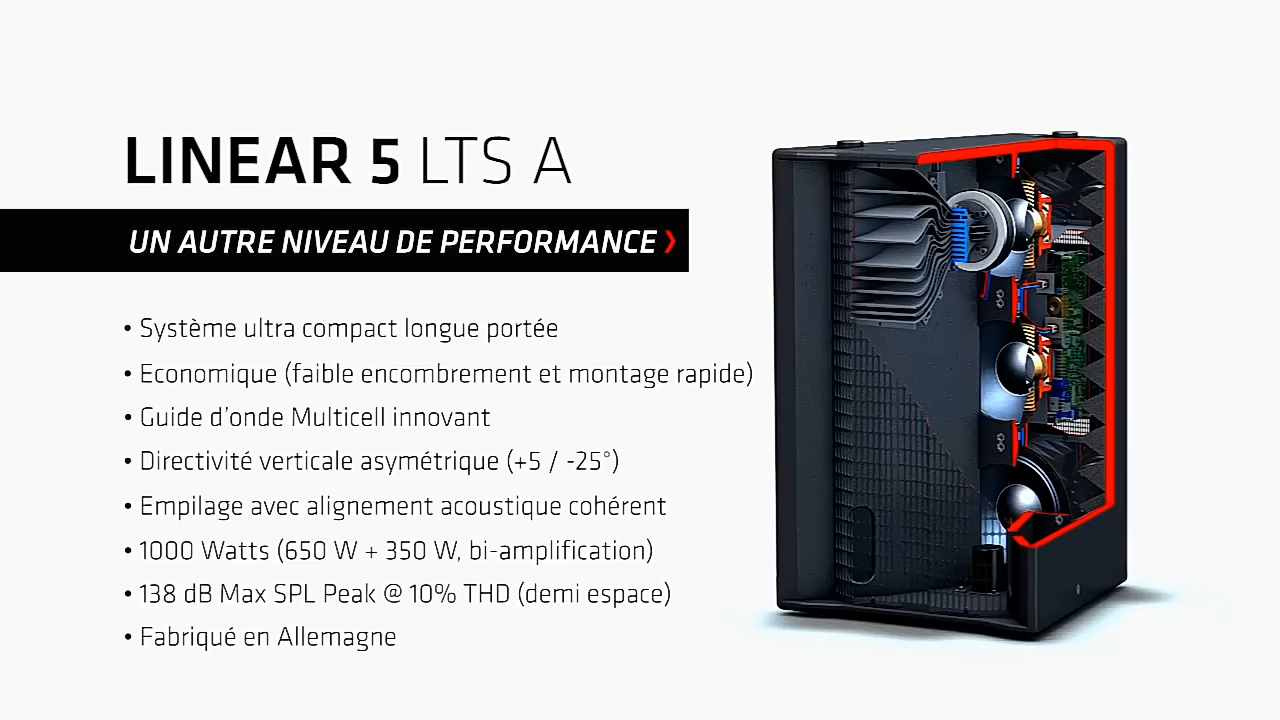 LINEAR 5 LTS A
UN AUTRE NIVEAU DE PERFORMANCE
• Système ultra compact longue portée
• Economique (faible encombrement et montage rapide)
• Guide d'onde Multicell innovant
• Directivité verticale asymétrique (+5 / -25°)
• Empilage avec alignement acoustique cohérent
• 1000 Watts (650 W + 350 W, bi-amplification)
• 138 dB Max SPL Peak @ 10% THD (demi espace)
• Fabriqué en Allemagne